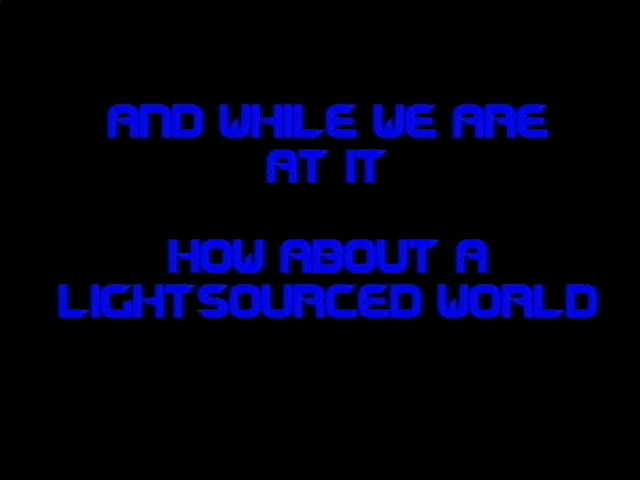 AND WHILE WE ARE
AT IT
HOW ABOUT A
LIGHTSOURCED WORLD